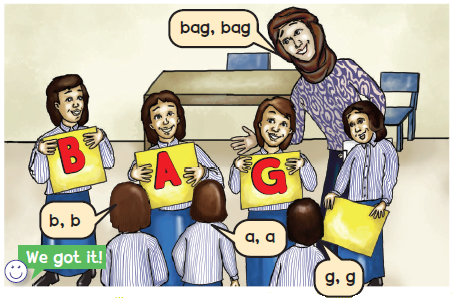 bag, bag
B A G
b, b
a, a
g, g
We got it!